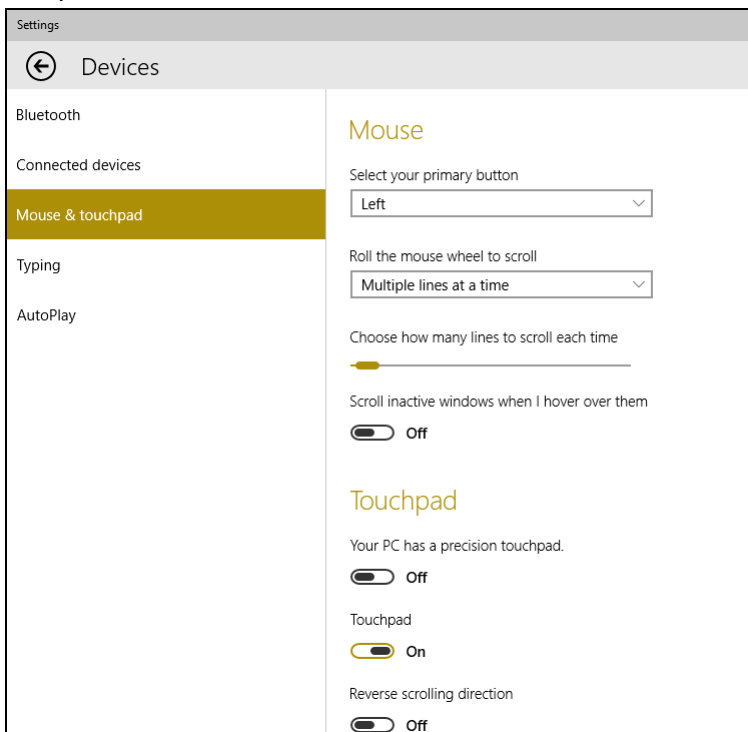 Settings
Devices
Bluetooth
Connected devices
Mouse & touchpad
Typing
AutoPlay
Mouse
Select your primary button
Left
Roll the mouse wheel to scroll
Multiple lines at a time
Choose how many lines to scroll each time
Scroll inactive windows when I hover over them
Off
Touchpad
Your PC has a precision touchpad.
Off
Touchpad
On
Reverse scrolling direction
Off